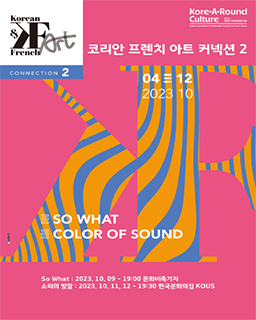 Korean
& KF Art
French
Kore·A·Round
Culture
CONNECTION 2
코리안 프렌치 아트 커넥션 2
04 12
2023 10
SO WHAT
COLOR OF SOUND
So What : 2023, 10, 09 - 19:00 문화비축기지
소리의 빛깔 : 2023, 10, 11, 12 - 19:30 한국문화의집 KOUS